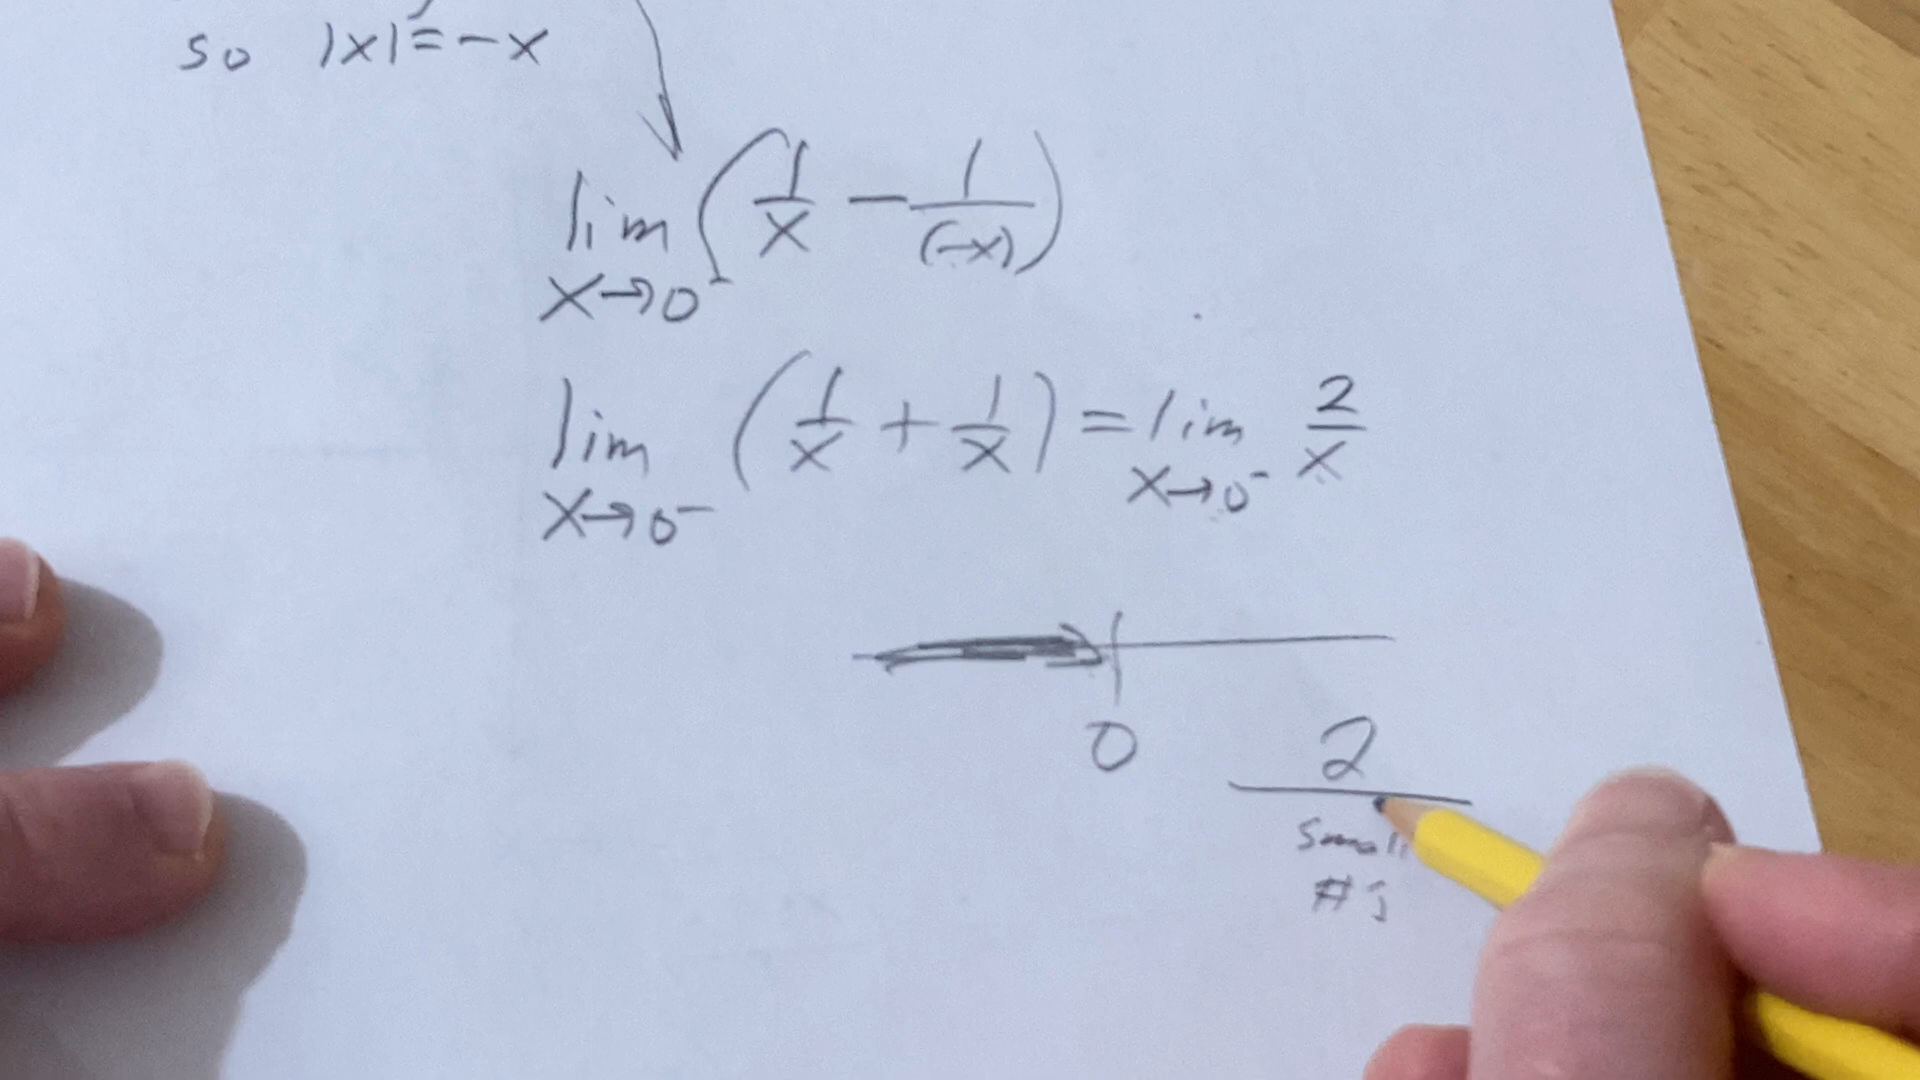 so |x| = -x
lim x→0⁻ (1/x - 1/(-x))
lim x→0⁻ (1/x + 1/x) = lim x→0⁻ 2/x
0
2
small
#s